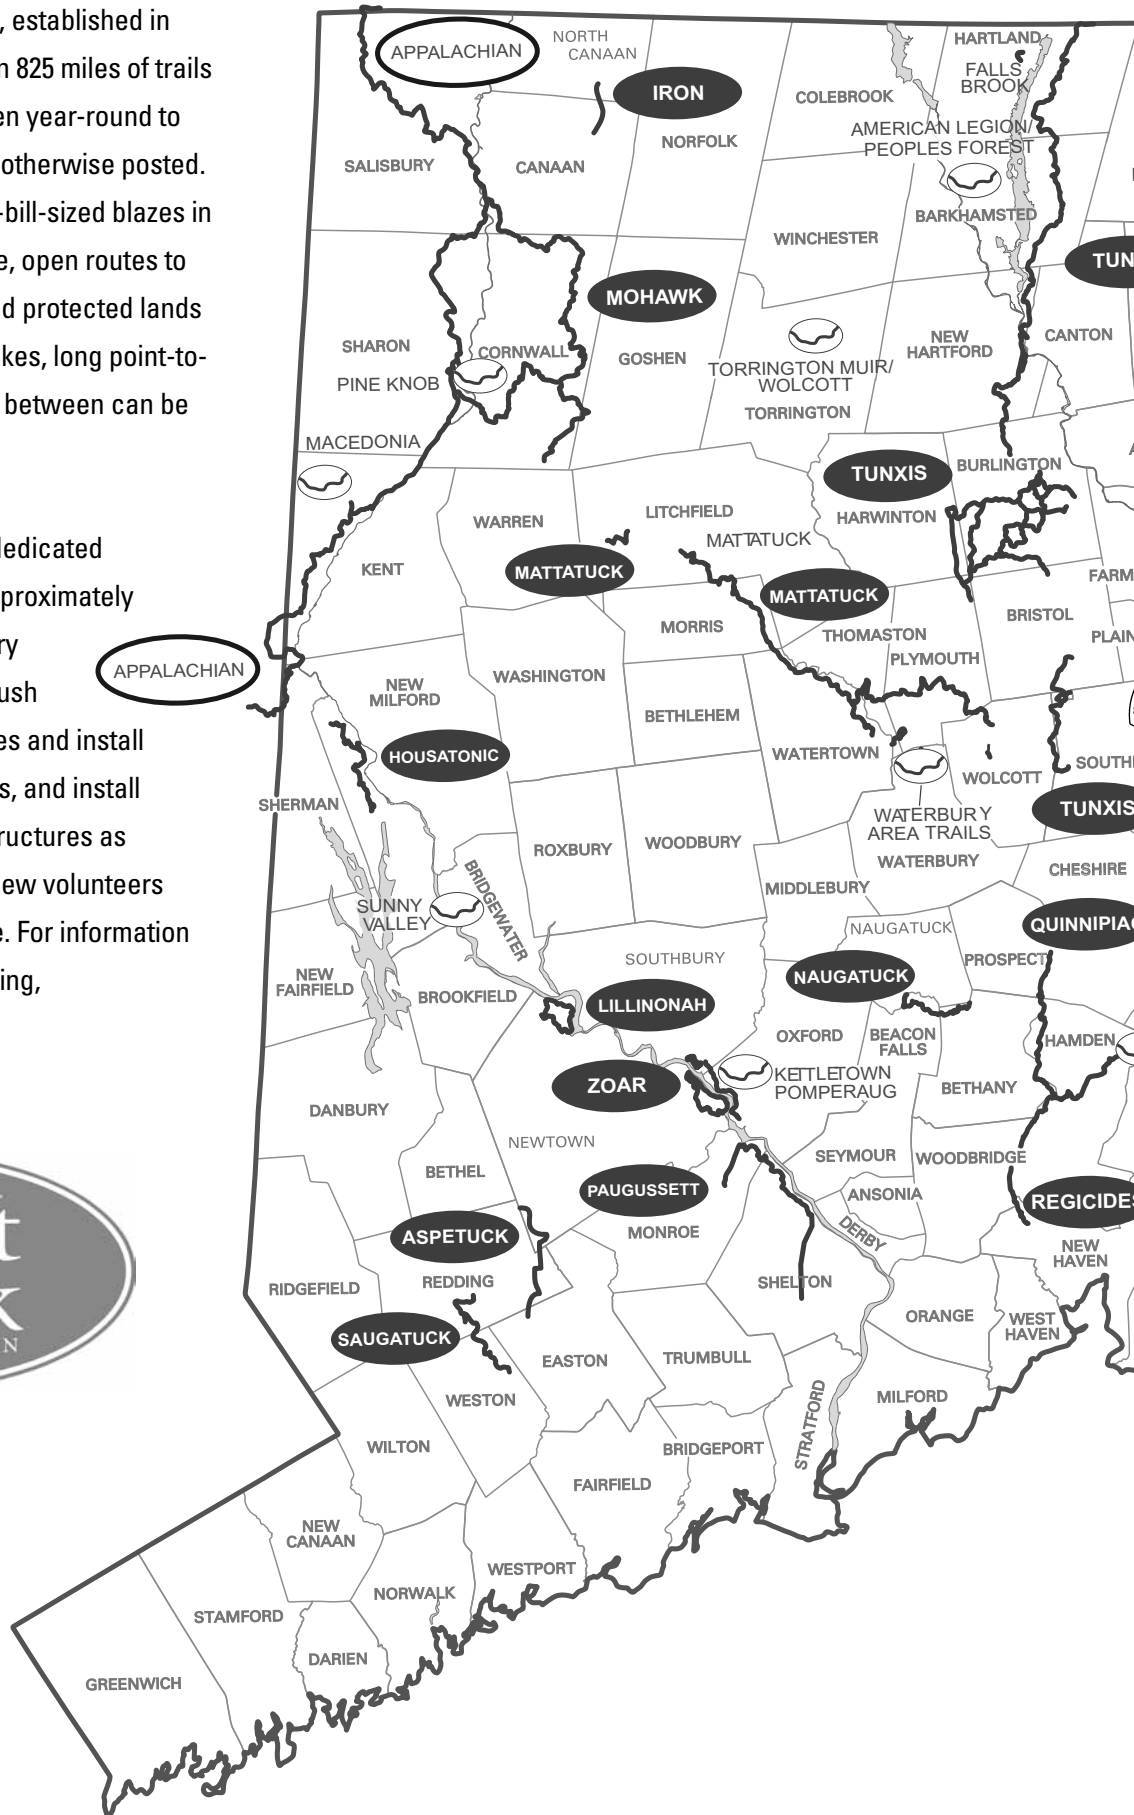 , established in
n 825 miles of trails
en year-round to
otherwise posted.
-bill-sized blazes in
e, open routes to
d protected lands
kes, long point-to-
between can be
edicated
proximately
ry
ush
es and install
s, and install
ructures as
ew volunteers
e. For information
ing,
t
k
N
APPALACHIAN
NORTH
CANAAN
IRON
COLEBROOK
HARTLAND
FALLS
BROOK
NORFOLK
AMERICAN LEGION/
PEOPLES FOREST
SALISBURY
CANAAN
BARKHAMSTED
WINCHESTER
TUN
MOHAWK
SHARON
CORNWALL
GOSHEN
NEW
HARTFORD
CANTON
PINE KNOB
TORRINGTON MUIR/
WOLCOTT
TORRINGTON
MACEDONIA
TUNXIS
BURLINGTON
WARREN
LITCHFIELD
HARWINTON
MATTATUCK
KENT
MATTATUCK
MATTATUCK
FARM
BRISTOL
MORRIS
THOMASTON
PLAIN
PLYMOUTH
APPALACHIAN
WASHINGTON
NEW
MILFORD
BETHLEHEM
HOUSATONIC
WATERTOWN
WOLCOTT
SOUTH
SHERMAN
TUNXIS
WATERBURY
AREA TRAILS
ROXBURY
WOODBURY
WATERBURY
CHESHIRE
MIDDLEBURY
BRIDGEWATER
SUNNY
VALLEY
NAUGATUCK
QUINNIPIAC
SOUTHBURY
PROSPECT
NEW
FAIRFIELD
BROOKFIELD
NAUGATUCK
LILLINONAH
OXFORD
BEACON
FALLS
HAMDEN
ZOAR
KETTLETOWN
POMPERAUG
BETHANY
DANBURY
NEWTOWN
SEYMOUR
WOODBRIDGE
BETHEL
PAUGUSSETT
ANSONIA
REGICIDES
DERBY
MONROE
ASPETUCK
NEW
HAVEN
REDDING
SHELTON
RIDGEFIELD
ORANGE
WEST
HAVEN
SAUGATUCK
EASTON
TRUMBULL
WESTON
MILFORD
STRATFORD
WILTON
BRIDGEPORT
FAIRFIELD
NEW
CANAAN
WESTPORT
NORWALK
STAMFORD
DARIEN
GREENWICH